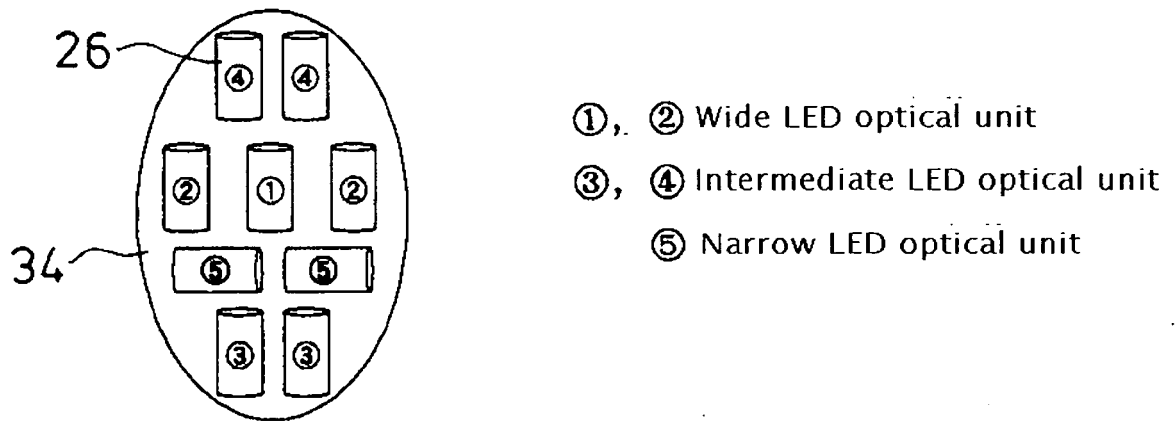 26
④ ④
② ① ②
34
⑤ ⑤
③ ③
①, ② Wide LED optical unit
③, ④ Intermediate LED optical unit
⑤ Narrow LED optical unit